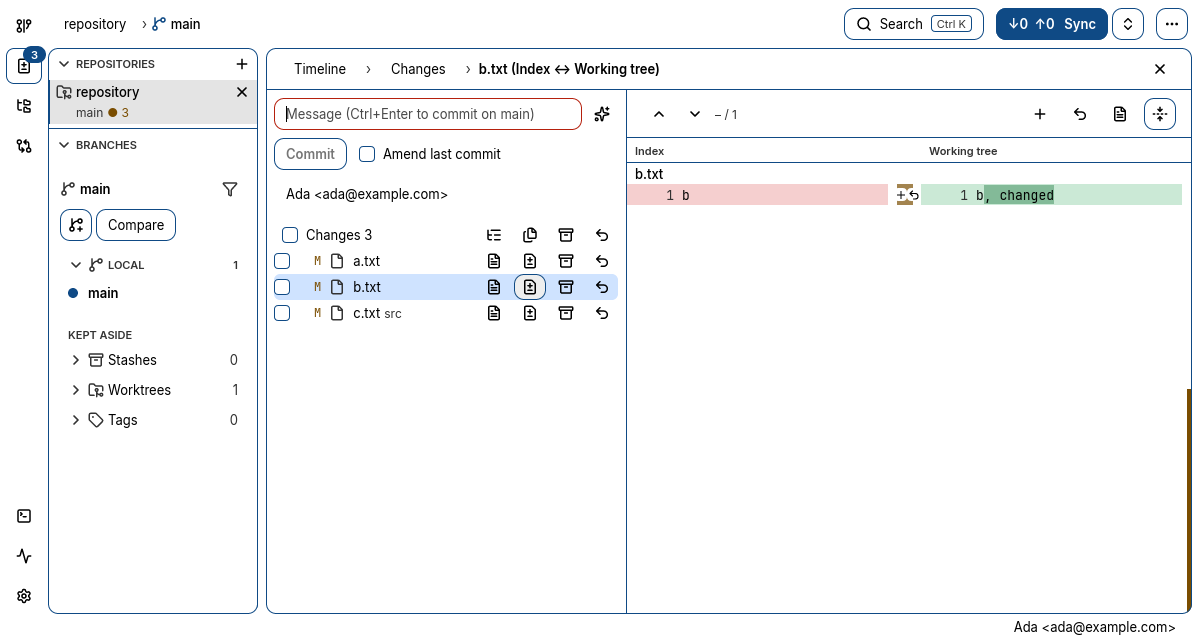 repository › main
Search Ctrl K
↓0 ↑0 Sync
3
REPOSITORIES
repository
main 3
BRANCHES
main
Compare
LOCAL 1
main
KEPT ASIDE
Stashes 0
Worktrees 1
Tags 0
Timeline › Changes › b.txt (Index ↔ Working tree)
Message (Ctrl+Enter to commit on main)
Commit Amend last commit
Ada <ada@example.com>
Changes 3
M a.txt
M b.txt
M c.txt src
– / 1
Index Working tree
b.txt
1 b
1 b, changed
Ada <ada@example.com>